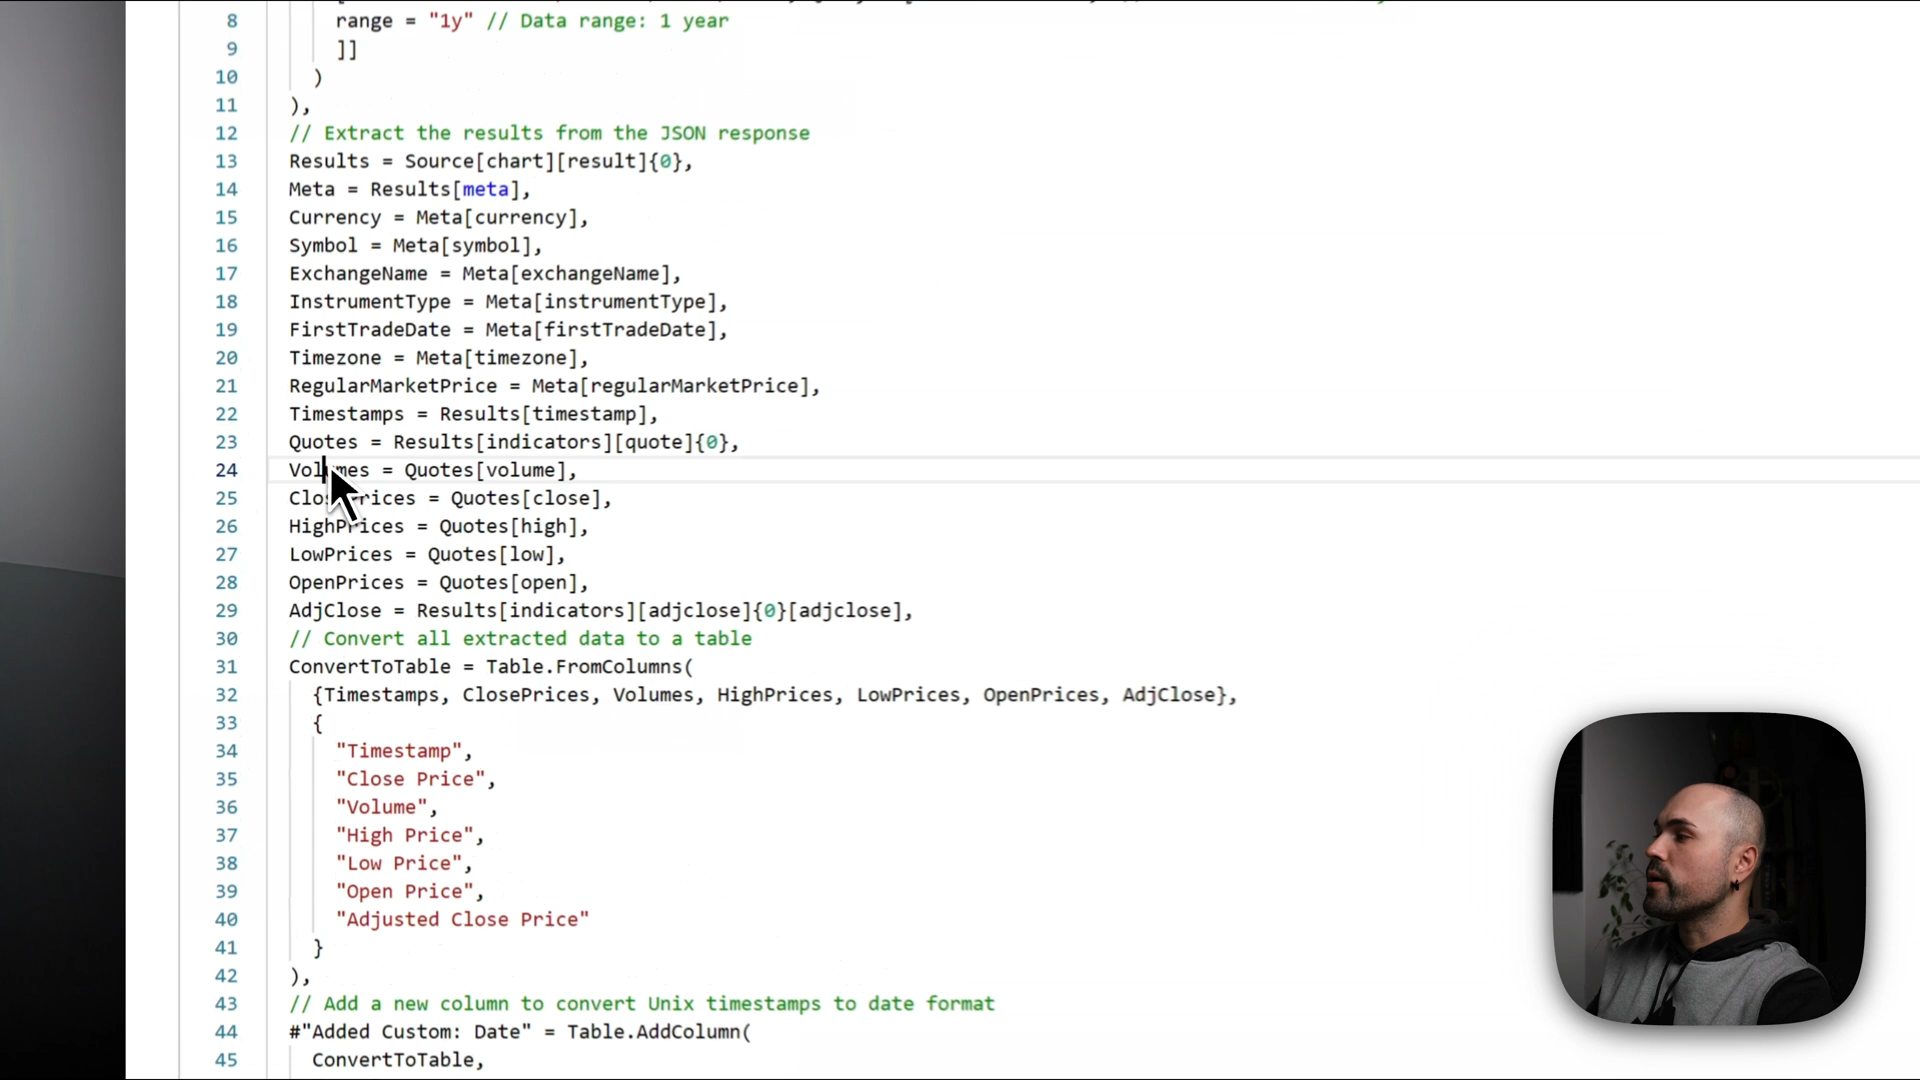 8 range = "1y" // Data range: 1 year
9 ]]
10 )
11 ),
12 // Extract the results from the JSON response
13 Results = Source[chart][result]{0},
14 Meta = Results[meta],
15 Currency = Meta[currency],
16 Symbol = Meta[symbol],
17 ExchangeName = Meta[exchangeName],
18 InstrumentType = Meta[instrumentType],
19 FirstTradeDate = Meta[firstTradeDate],
20 Timezone = Meta[timezone],
21 RegularMarketPrice = Meta[regularMarketPrice],
22 Timestamps = Results[timestamp],
23 Quotes = Results[indicators][quote]{0},
24 Volumes = Quotes[volume],
25 ClosePrices = Quotes[close],
26 HighPrices = Quotes[high],
27 LowPrices = Quotes[low],
28 OpenPrices = Quotes[open],
29 AdjClose = Results[indicators][adjclose]{0}[adjclose],
30 // Convert all extracted data to a table
31 ConvertToTable = Table.FromColumns(
32 {Timestamps, ClosePrices, Volumes, HighPrices, LowPrices, OpenPrices, AdjClose},
33 {
34 "Timestamp",
35 "Close Price",
36 "Volume",
37 "High Price",
38 "Low Price",
39 "Open Price",
40 "Adjusted Close Price"
41 }
42 ),
43 // Add a new column to convert Unix timestamps to date format
44 #"Added Custom: Date" = Table.AddColumn(
45 ConvertToTable,